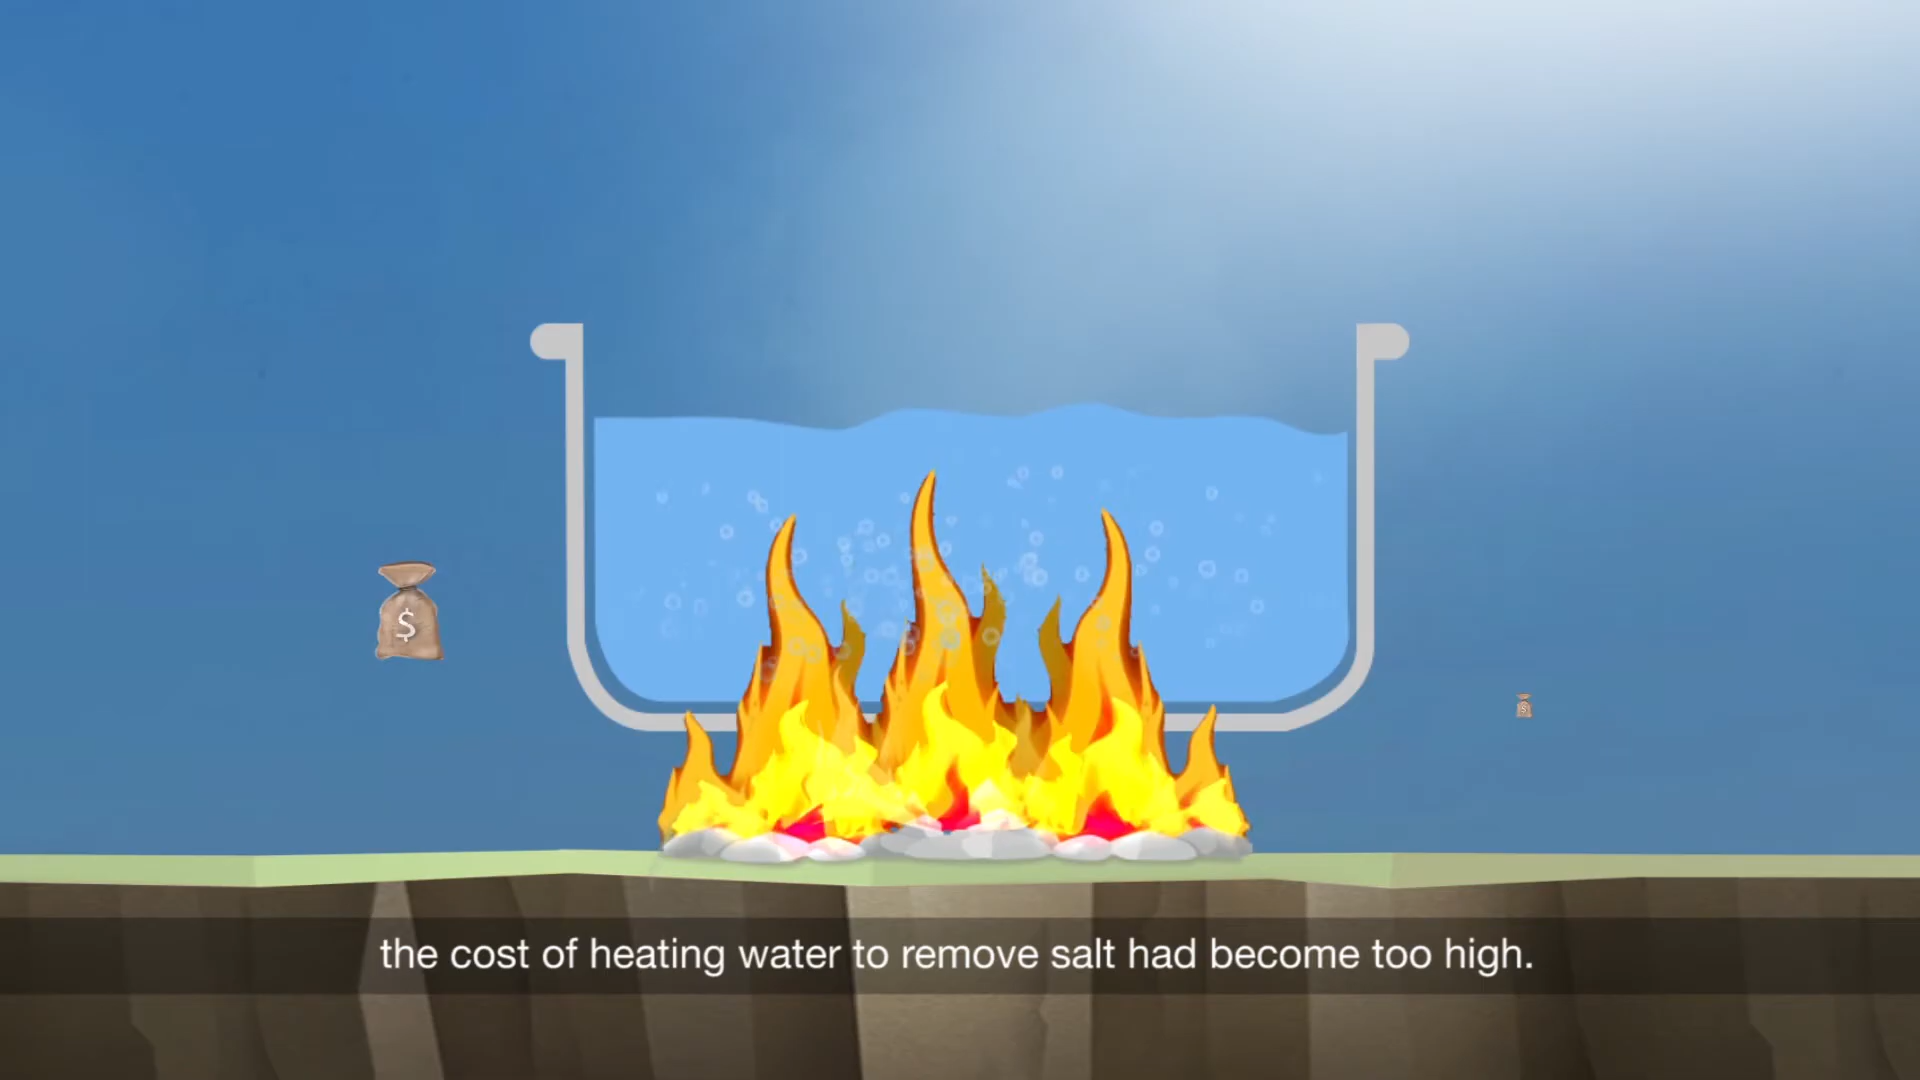 $
$
the cost of heating water to remove salt had become too high.